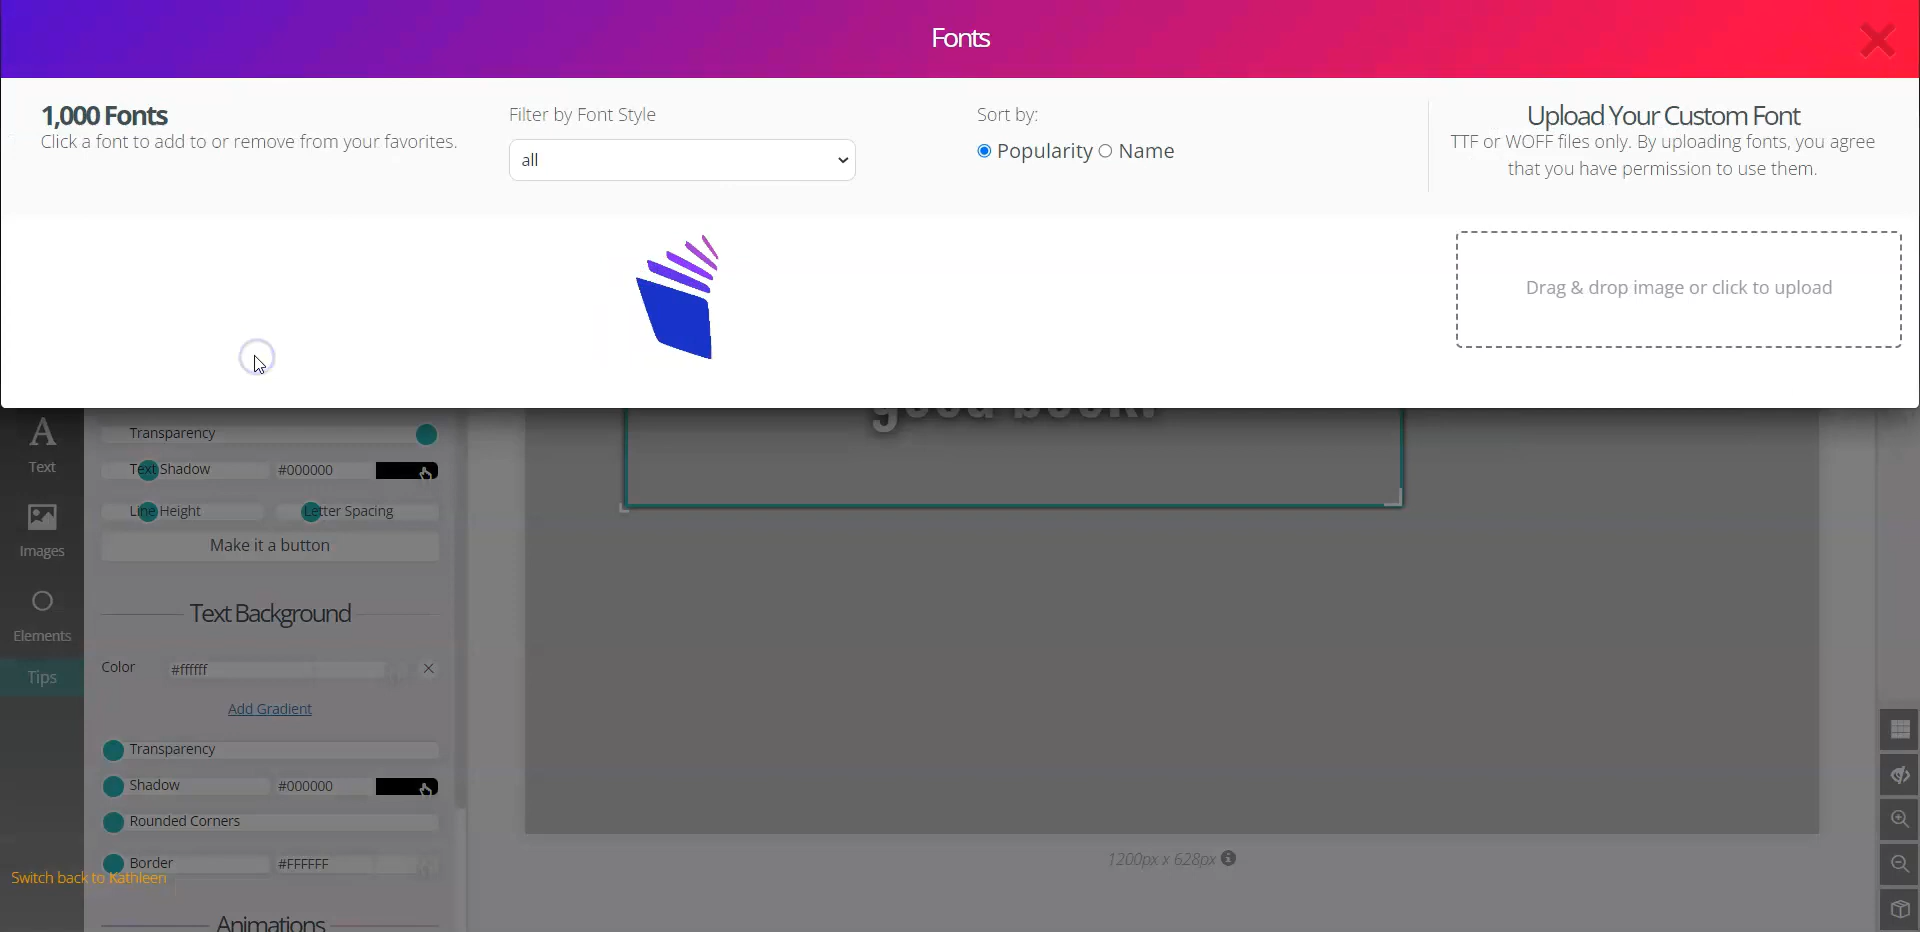 Fonts
1,000 Fonts
Click a font to add to or remove from your favorites.
Filter by Font Style
all
Sort by:
Popularity
Name
Upload Your Custom Font
TTF or WOFF files only. By uploading fonts, you agree
that you have permission to use them.
Drag & drop image or click to upload
good book.
Text
Images
Elements
Tips
Transparency
Text Shadow
#000000
Line Height
Letter Spacing
Make it a button
Text Background
Color
#ffffff
Add Gradient
Transparency
Shadow
#000000
Rounded Corners
Border
#FFFFFF
Switch back to Kathleen
Animations
1200px x 628px